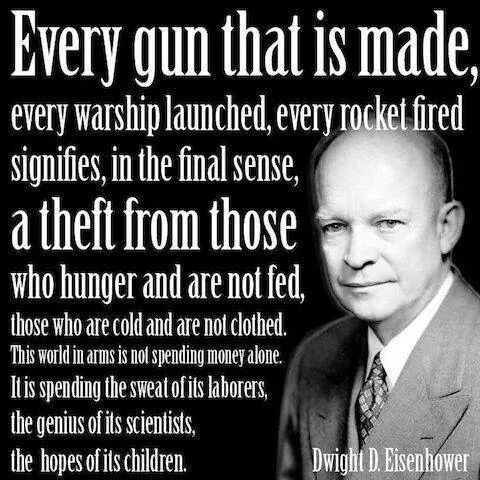 Every gun that is made,
every warship launched, every rocket fired
signifies, in the final sense,
a theft from those
who hunger and are not fed,
those who are cold and are not clothed.
This world in arms is not spending money alone.
It is spending the sweat of its laborers,
the genius of its scientists,
the hopes of its children.
Dwight D. Eisenhower